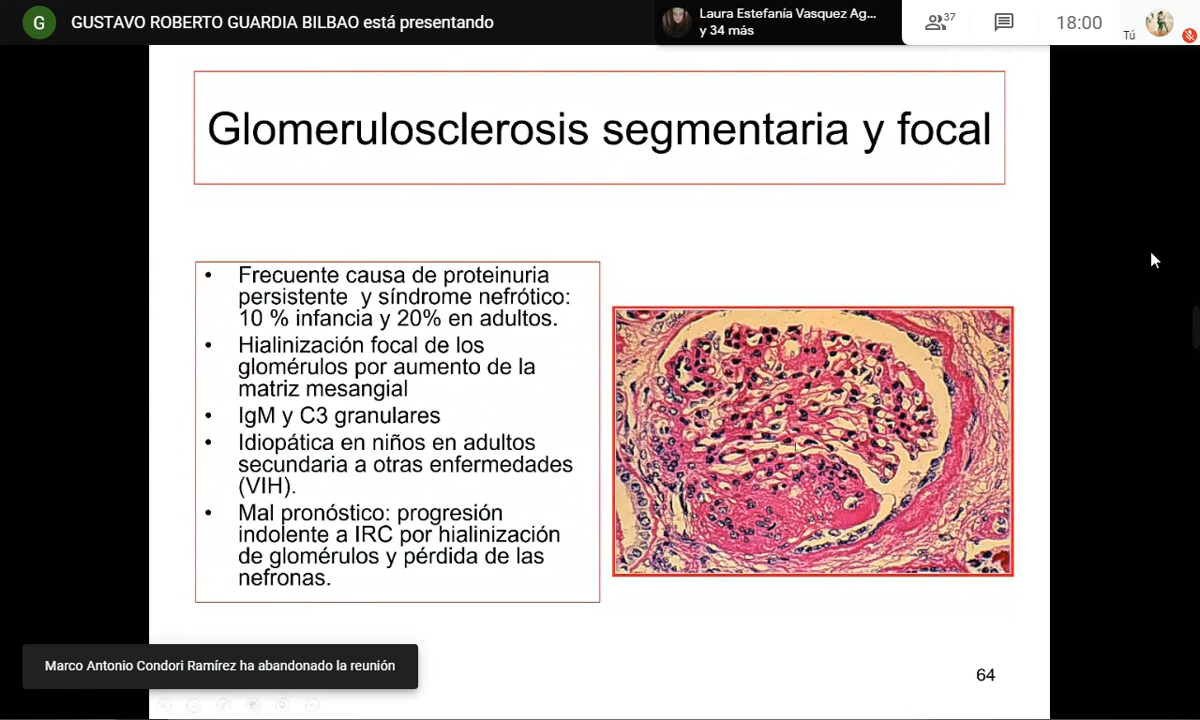 G GUSTAVO ROBERTO GUARDIA BILBAO está presentando
Laura Estefanía Vasquez Ag...
y 34 más
37
18:00
Tú
Glomerulosclerosis segmentaria y focal
• Frecuente causa de proteinuria
persistente y síndrome nefrótico:
10 % infancia y 20% en adultos.
• Hialinización focal de los
glomérulos por aumento de la
matriz mesangial
• IgM y C3 granulares
• Idiopática en niños en adultos
secundaria a otras enfermedades
(VIH).
• Mal pronóstico: progresión
indolente a IRC por hialinización
de glomérulos y pérdida de las
nefronas.
Marco Antonio Condori Ramírez ha abandonado la reunión
64